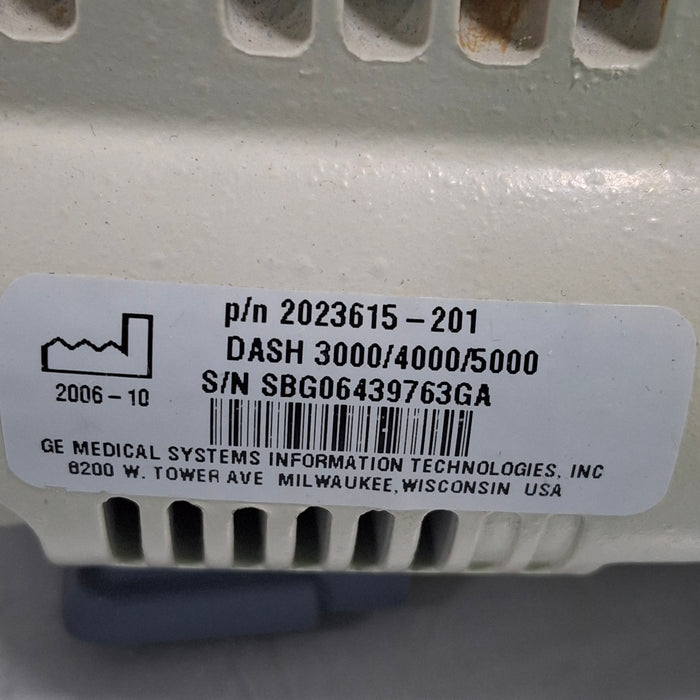 p/n 2023615-201
DASH 3000/4000/5000
2006-10
S/N SBG06439763GA
GE MEDICAL SYSTEMS INFORMATION TECHNOLOGIES, INC
8200 W. TOWER AVE MILWAUKEE, WISCONSIN USA